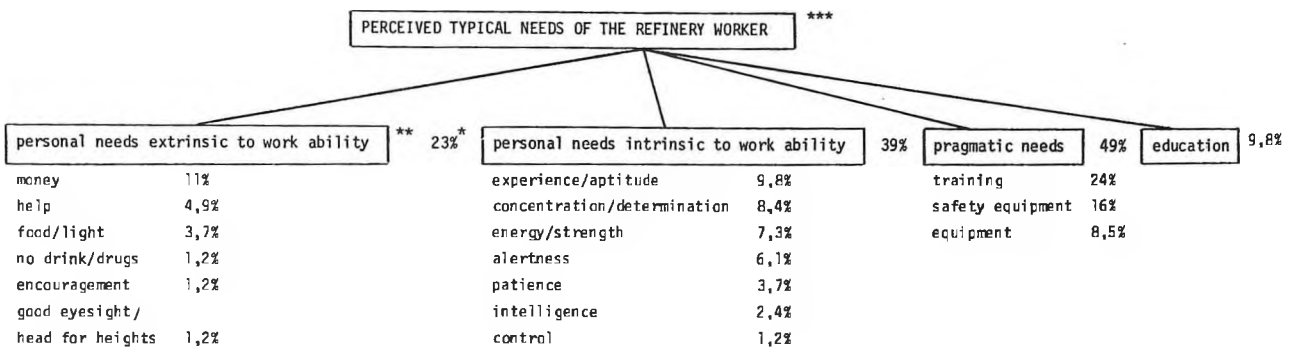 PERCEIVED TYPICAL NEEDS OF THE REFINERY WORKER ***
personal needs extrinsic to work ability ** 23%*
money 11%
help 4,9%
food/light 3,7%
no drink/drugs 1,2%
encouragement 1,2%
good eyesight/
head for heights 1,2%
personal needs intrinsic to work ability 39%
experience/aptitude 9,8%
concentration/determination 8,4%
energy/strength 7,3%
alertness 6,1%
patience 3,7%
intelligence 2,4%
control 1,2%
pragmatic needs 49%
training 24%
safety equipment 16%
equipment 8,5%
education 9,8%